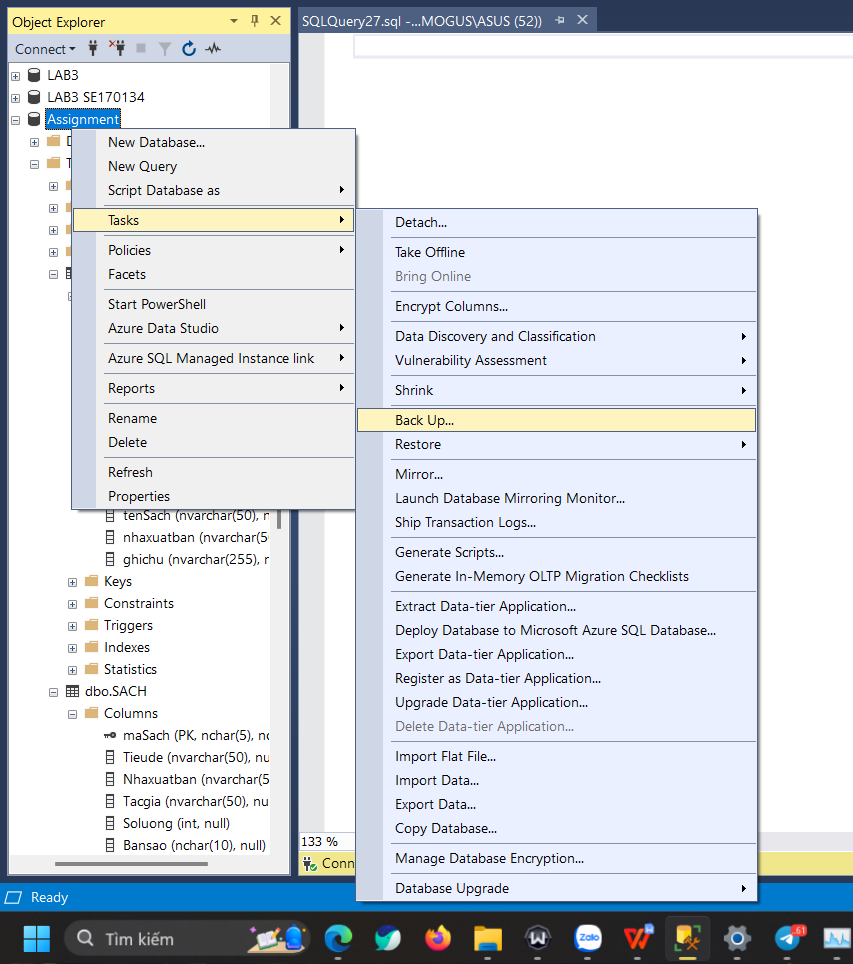 Object Explorer
Connect
LAB3
LAB3 SE170134
Assignment
SQLQuery27.sql -...MOGUS\ASUS (52))
New Database...
New Query
Script Database as
Tasks
Policies
Facets
Start PowerShell
Azure Data Studio
Azure SQL Managed Instance link
Reports
Rename
Delete
Refresh
Properties
Detach...
Take Offline
Bring Online
Encrypt Columns...
Data Discovery and Classification
Vulnerability Assessment
Shrink
Back Up...
Restore
Mirror...
Launch Database Mirroring Monitor...
Ship Transaction Logs...
Generate Scripts...
Generate In-Memory OLTP Migration Checklists
Extract Data-tier Application...
Deploy Database to Microsoft Azure SQL Database...
Export Data-tier Application...
Register as Data-tier Application...
Upgrade Data-tier Application...
Delete Data-tier Application...
Import Flat File...
Import Data...
Export Data...
Copy Database...
Manage Database Encryption...
Database Upgrade
tenSach (nvarchar(50), n
nhaxuatban (nvarchar(5
ghichu (nvarchar(255), r
Keys
Constraints
Triggers
Indexes
Statistics
dbo.SACH
Columns
maSach (PK, nchar(5), nc
Tieude (nvarchar(50), nu
Nhaxuatban (nvarchar(5
Tacgia (nvarchar(50), nu
Soluong (int, null)
Bansao (nchar(10), null)
133 %
Conn
Ready
Tìm kiếm
Zalo
61